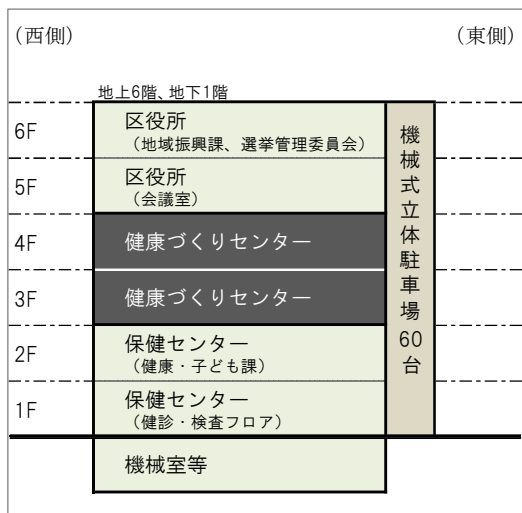 （西側）
（東側）
地上6階、地下1階
6F
区役所
（地域振興課、選挙管理委員会）
5F
区役所
（会議室）
4F
健康づくりセンター
3F
健康づくりセンター
2F
保健センター
（健康・子ども課）
1F
保健センター
（健診・検査フロア）
機械室等
機械式立体駐車場60台